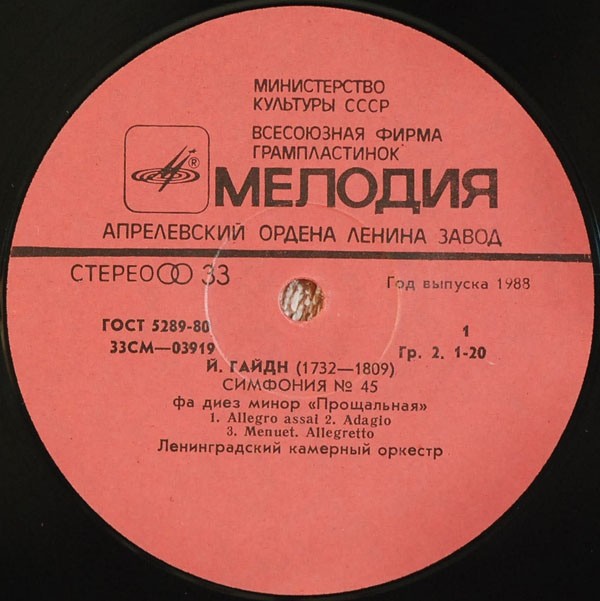 МИНИСТЕРСТВО
КУЛЬТУРЫ СССР
ВСЕСОЮЗНАЯ ФИРМА
ГРАМПЛАСТИНОК
®
МЕЛОДИЯ
АПРЕЛЕВСКИЙ ОРДЕНА ЛЕНИНА ЗАВОД
СТЕРЕО 33
Год выпуска 1988
ГОСТ 5289-80
1
33СМ—03919
Гр. 2. 1-20
Й. ГАЙДН (1732—1809)
СИМФОНИЯ № 45
фа диез минор «Прощальная»
1. Allegro assai 2. Adagio
3. Menuet. Allegretto
Ленинградский камерный оркестр